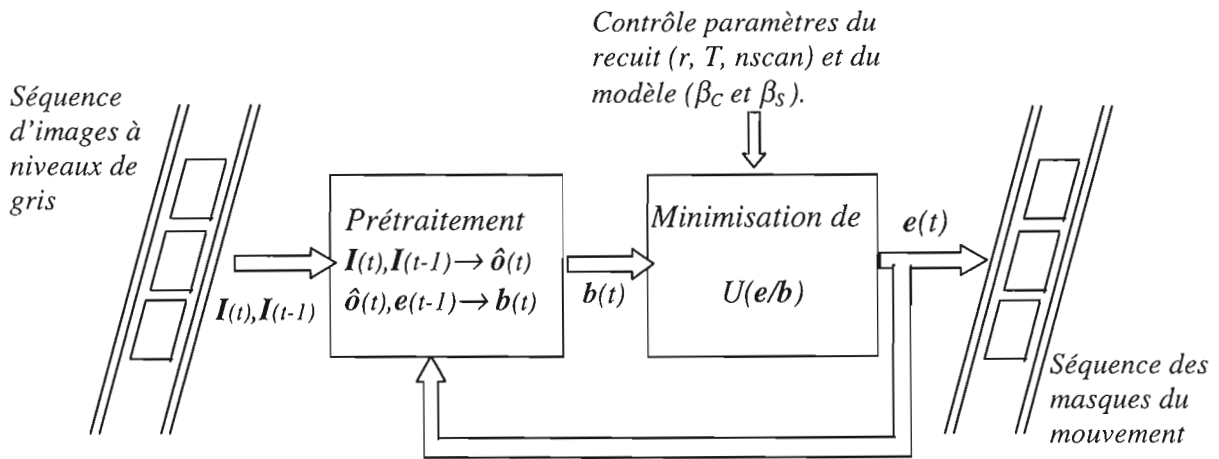 Contrôle paramètres du
recuit (r, T, nscan) et du
modèle (βC et βS).
Séquence
d'images à
niveaux de
gris
I(t),I(t-1)
Prétraitement
I(t),I(t-1)→ô(t)
ô(t),e(t-1)→b(t)
b(t)
Minimisation de
U(e/b)
e(t)
Séquence des
masques du
mouvement